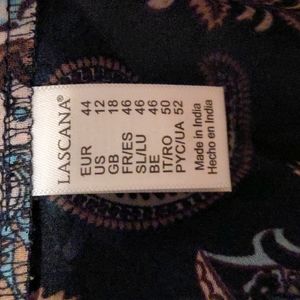 LASCANA®
EUR 44
US 12
GB 18
FR/ES 46
SL/LU 46
BE 46
IT/RO 50
PYC/UA 52
Made in India
Hecho en India